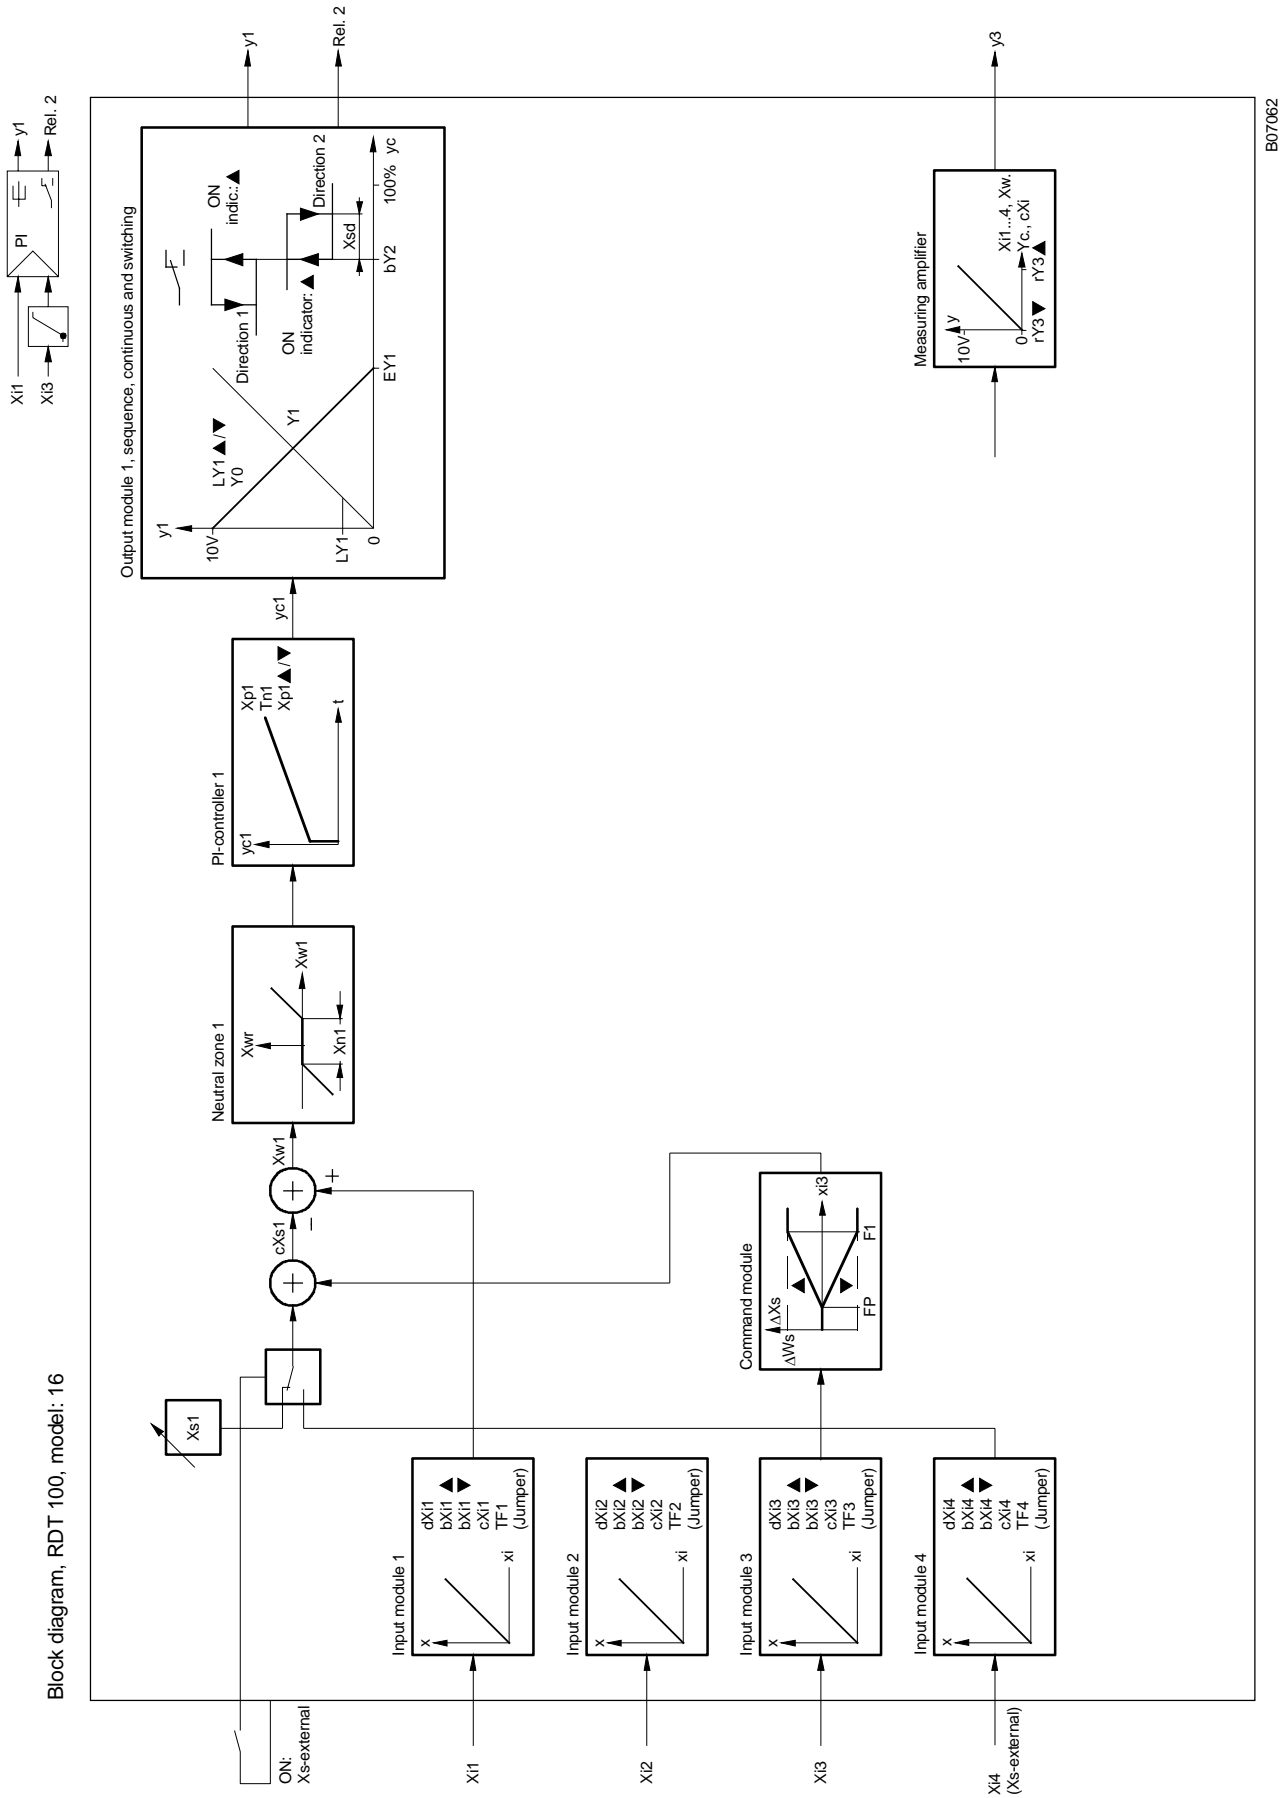 Block diagram, RDT 100, model: 16
Xi1
Xi3
PI
y1
Rel. 2
ON:
Xs-external
Xs1
cXs1
Xw1
+
–
+
+
Neutral zone 1
Xwr
Xw1
Xn1
PI-controller 1
yc1
t
Xp1
Tn1
Xp1▲/▼
yc1
Output module 1, sequence, continuous and switching
y1
10V
LY1
0
LY1▲/▼
Y0
Y1
EY1
Direction 1
ON
indic.:▲
ON
indicator:▲
Direction 2
Xsd
bY2
100%
yc
y1
Rel. 2
Xi1
Input module 1
x
xi
dXi1
bXi1 ▲
bXi1 ▼
cXi1
TF1
(Jumper)
Xi2
Input module 2
x
xi
dXi2
bXi2 ▲
bXi2 ▼
cXi2
TF2
(Jumper)
Xi3
Input module 3
x
xi
dXi3
bXi3 ▲
bXi3 ▼
cXi3
TF3
(Jumper)
Command module
ΔXs
ΔWs
FP
F1
xi3
Xi4
(Xs-external)
Input module 4
x
xi
dXi4
bXi4 ▲
bXi4 ▼
cXi4
TF4
(Jumper)
Measuring amplifier
y
10V
0
Xi1...4, Xw.
Yc., cXi
rY3▼
rY3▲
y3
B07062